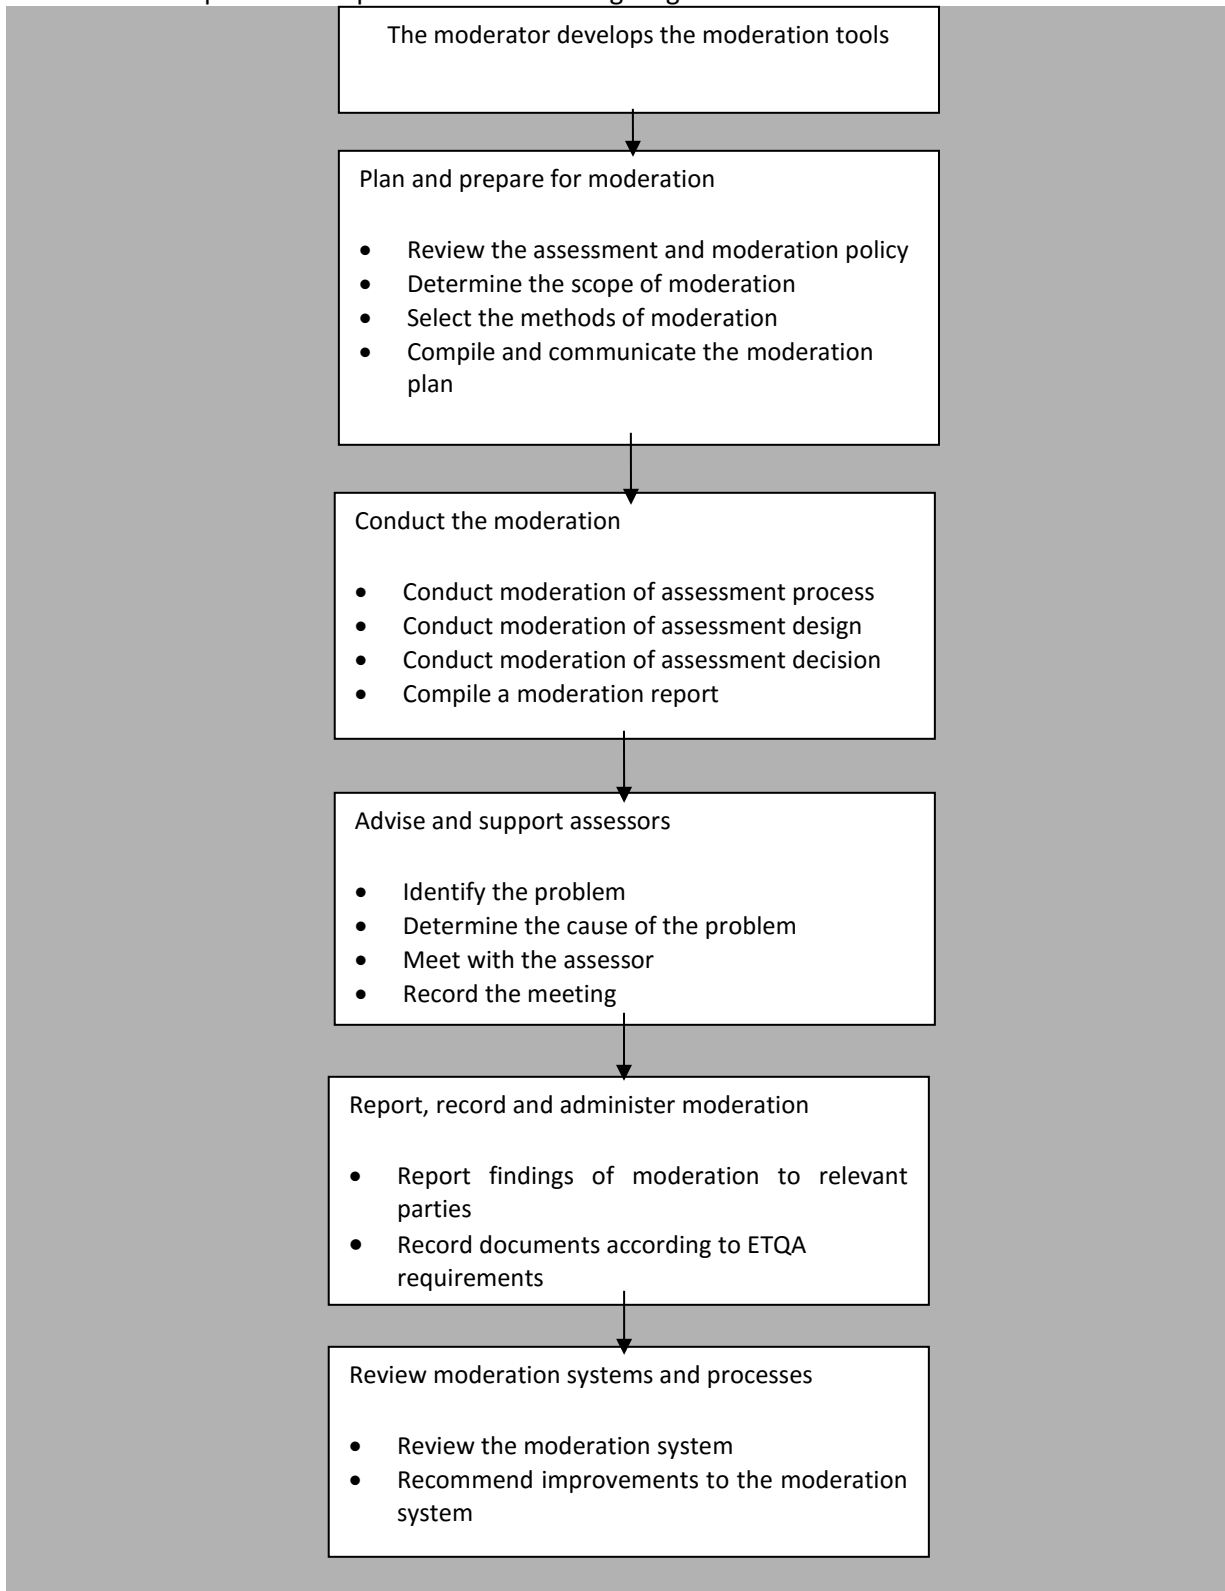 The moderator develops the moderation tools
Plan and prepare for moderation
• Review the assessment and moderation policy
• Determine the scope of moderation
• Select the methods of moderation
• Compile and communicate the moderation
plan
Conduct the moderation
• Conduct moderation of assessment process
• Conduct moderation of assessment design
• Conduct moderation of assessment decision
• Compile a moderation report
Advise and support assessors
• Identify the problem
• Determine the cause of the problem
• Meet with the assessor
• Record the meeting
Report, record and administer moderation
• Report findings of moderation to relevant
parties
• Record documents according to ETQA
requirements
Review moderation systems and processes
• Review the moderation system
• Recommend improvements to the moderation
system